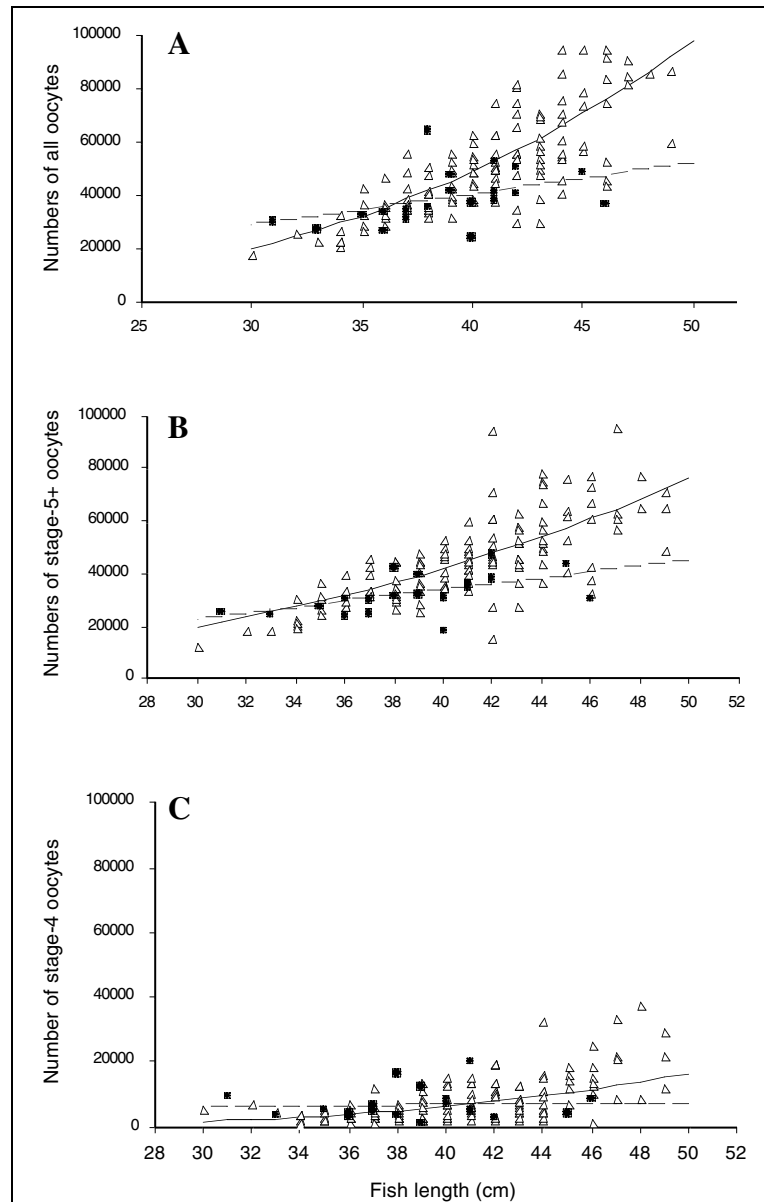 A
Numbers of all oocytes
100000
80000
60000
40000
20000
0
25 30 35 40 45 50
B
Numbers of stage-5+ oocytes
100000
80000
60000
40000
20000
0
28 30 32 34 36 38 40 42 44 46 48 50 52
C
Number of stage-4 oocytes
100000
80000
60000
40000
20000
0
28 30 32 34 36 38 40 42 44 46 48 50 52
Fish length (cm)